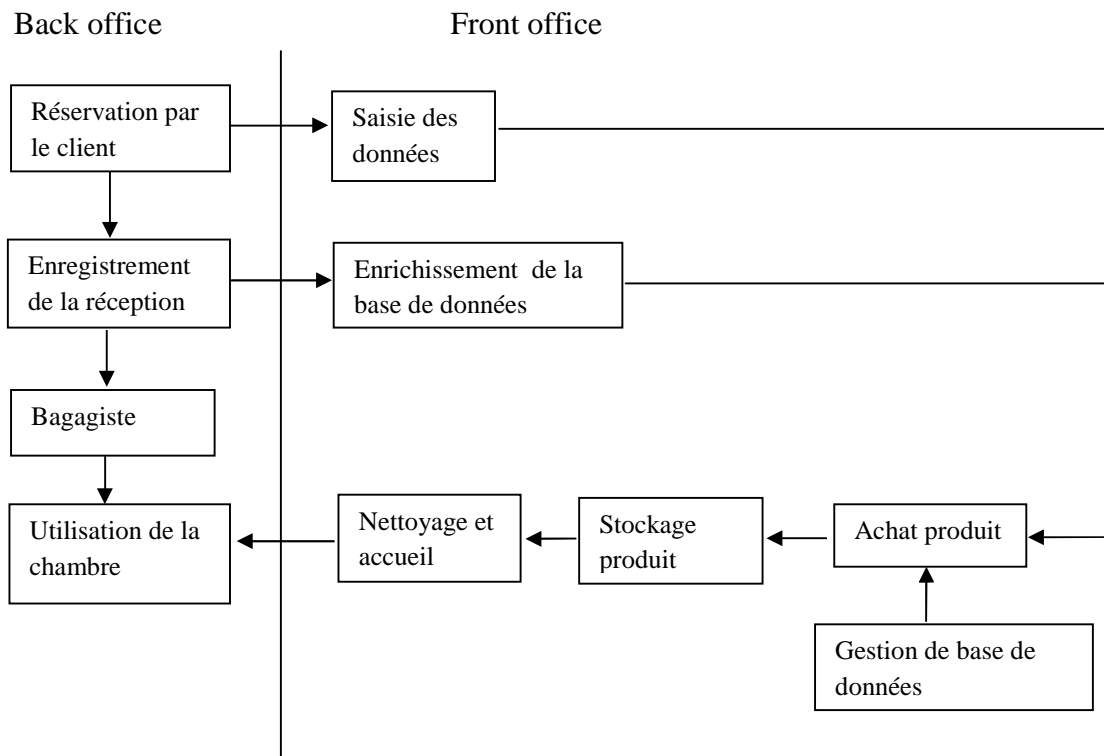 Back office
Front office
Réservation par
le client
Saisie des
données
Enregistrement
de la réception
Enrichissement  de la
base de données
Bagagiste
Utilisation de la
chambre
Nettoyage et
accueil
Stockage
produit
Achat produit
Gestion de base de
données